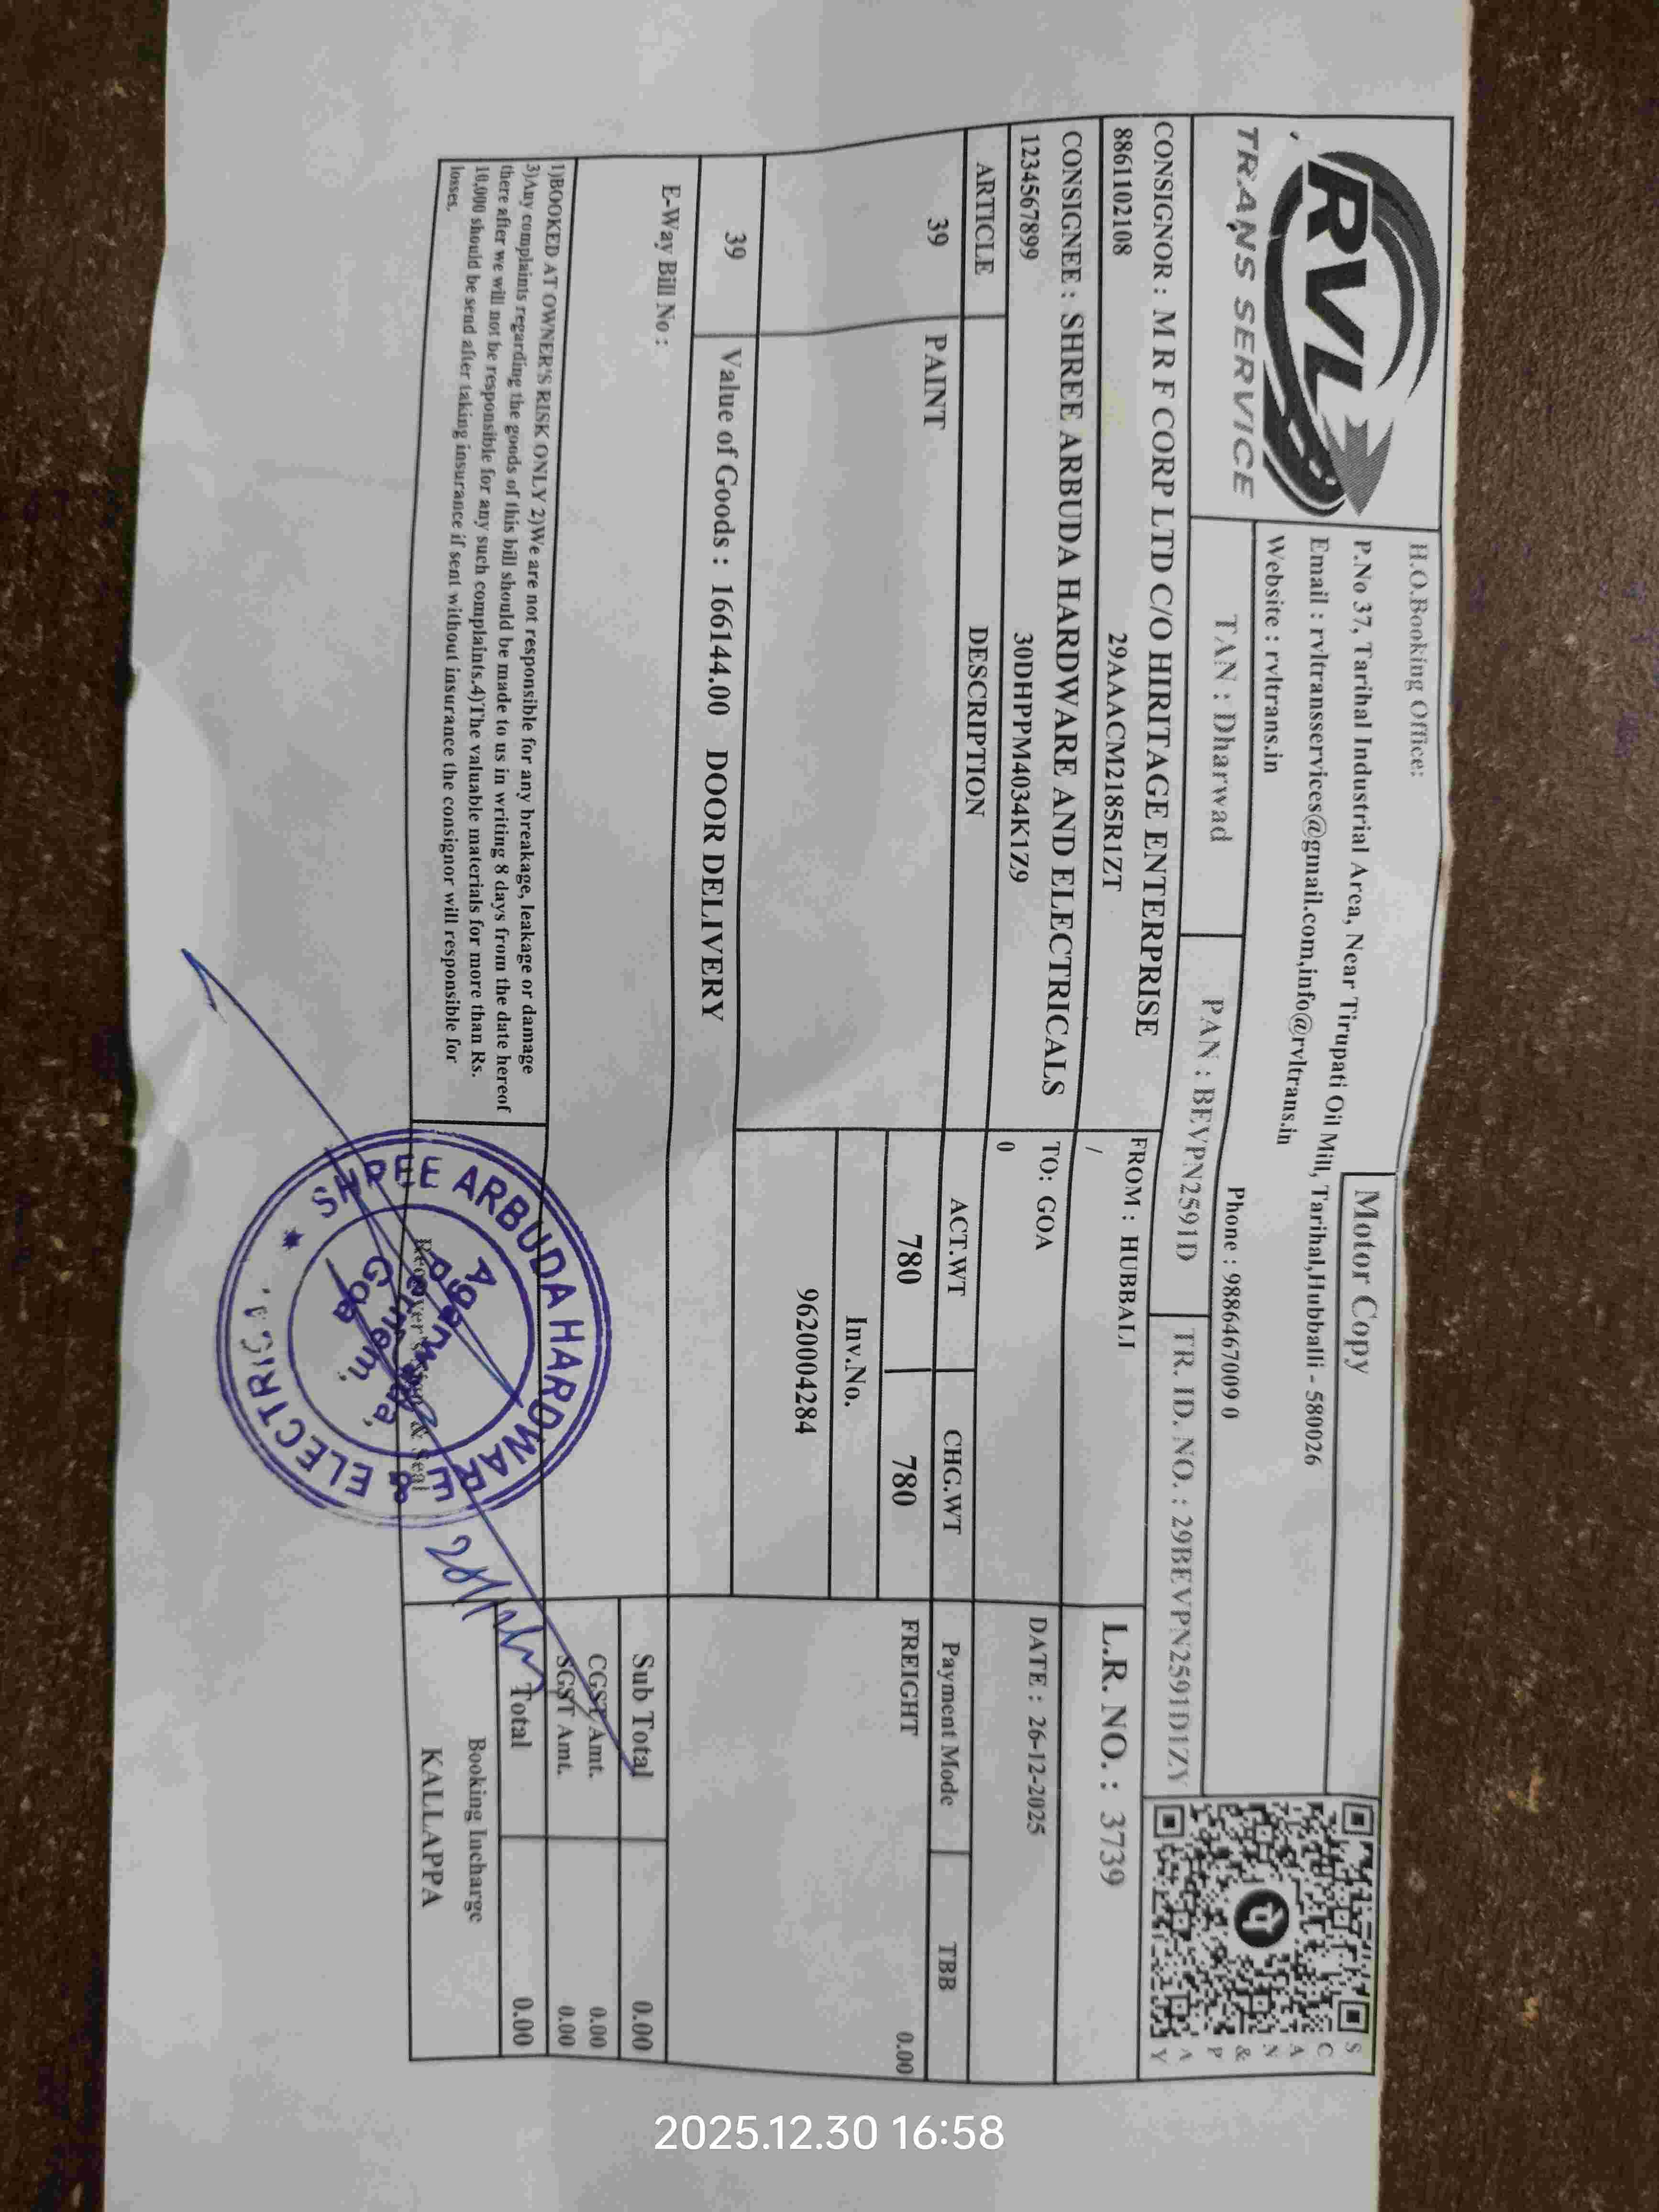 RVL
TRANS SERVICE
H.O.Booking Office:
Motor Copy
P.No 37, Tarihal Industrial Area, Near Tirupati Oil Mill, Tarihal,Hubballi - 580026
Email : rvltransservices@gmail.com,info@rvltrans.in
Website : rvltrans.in
Phone : 9886467009 0
SCAN & PAY
TAN : Dharwad
PAN : BEVPN2591D
TR. ID. NO. : 29BEVPN2591D1ZY
CONSIGNOR : M R F CORP LTD C/O HIRITAGE ENTERPRISE
8861102108 29AAACM2185R1ZT
FROM : HUBBALI
/
L.R. NO. : 3739
CONSIGNEE : SHREE ARBUDA HARDWARE AND ELECTRICALS
1234567899 30DHPPM4034K1Z9
TO: GOA
0
DATE : 26-12-2025
ARTICLE DESCRIPTION ACT.WT CHG.WT Payment Mode TBB
39 PAINT 780 780 FREIGHT 0.00
Inv.No.
9620004284
39 Value of Goods : 166144.00 DOOR DELIVERY
E-Way Bill No :
Sub Total 0.00
CGST Amt. 0.00
SGST Amt. 0.00
Total 0.00
1)BOOKED AT OWNER'S RISK ONLY 2)We are not responsible for any breakage, leakage or damage
3)Any complaints regarding the goods of this bill should be made to us in writing 8 days from the date hereof
there after we will not be responsible for any such complaints.4)The valuable materials for more than Rs.
10,000 should be send after taking insurance if sent without insurance the consignor will responsible for
losses.
Receiver's Sign & Seal
SHREE ARBUDA HARDWARE & ELECTRICA
Goa
Booking Incharge
KALLAPPA
2025.12.30 16:58